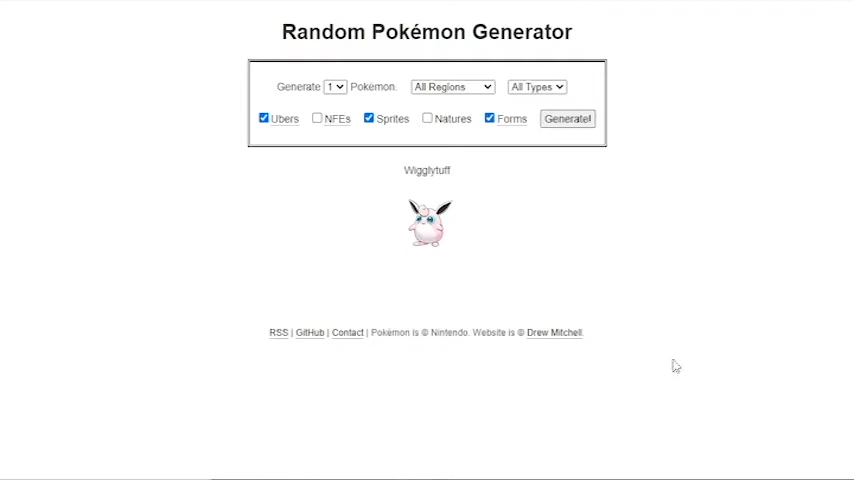 Random Pokémon Generator
Generate 1 Pokémon. All Regions All Types
Ubers NFEs Sprites Natures Forms Generate!
Wigglytuff
RSS | GitHub | Contact | Pokémon is © Nintendo. Website is © Drew Mitchell.